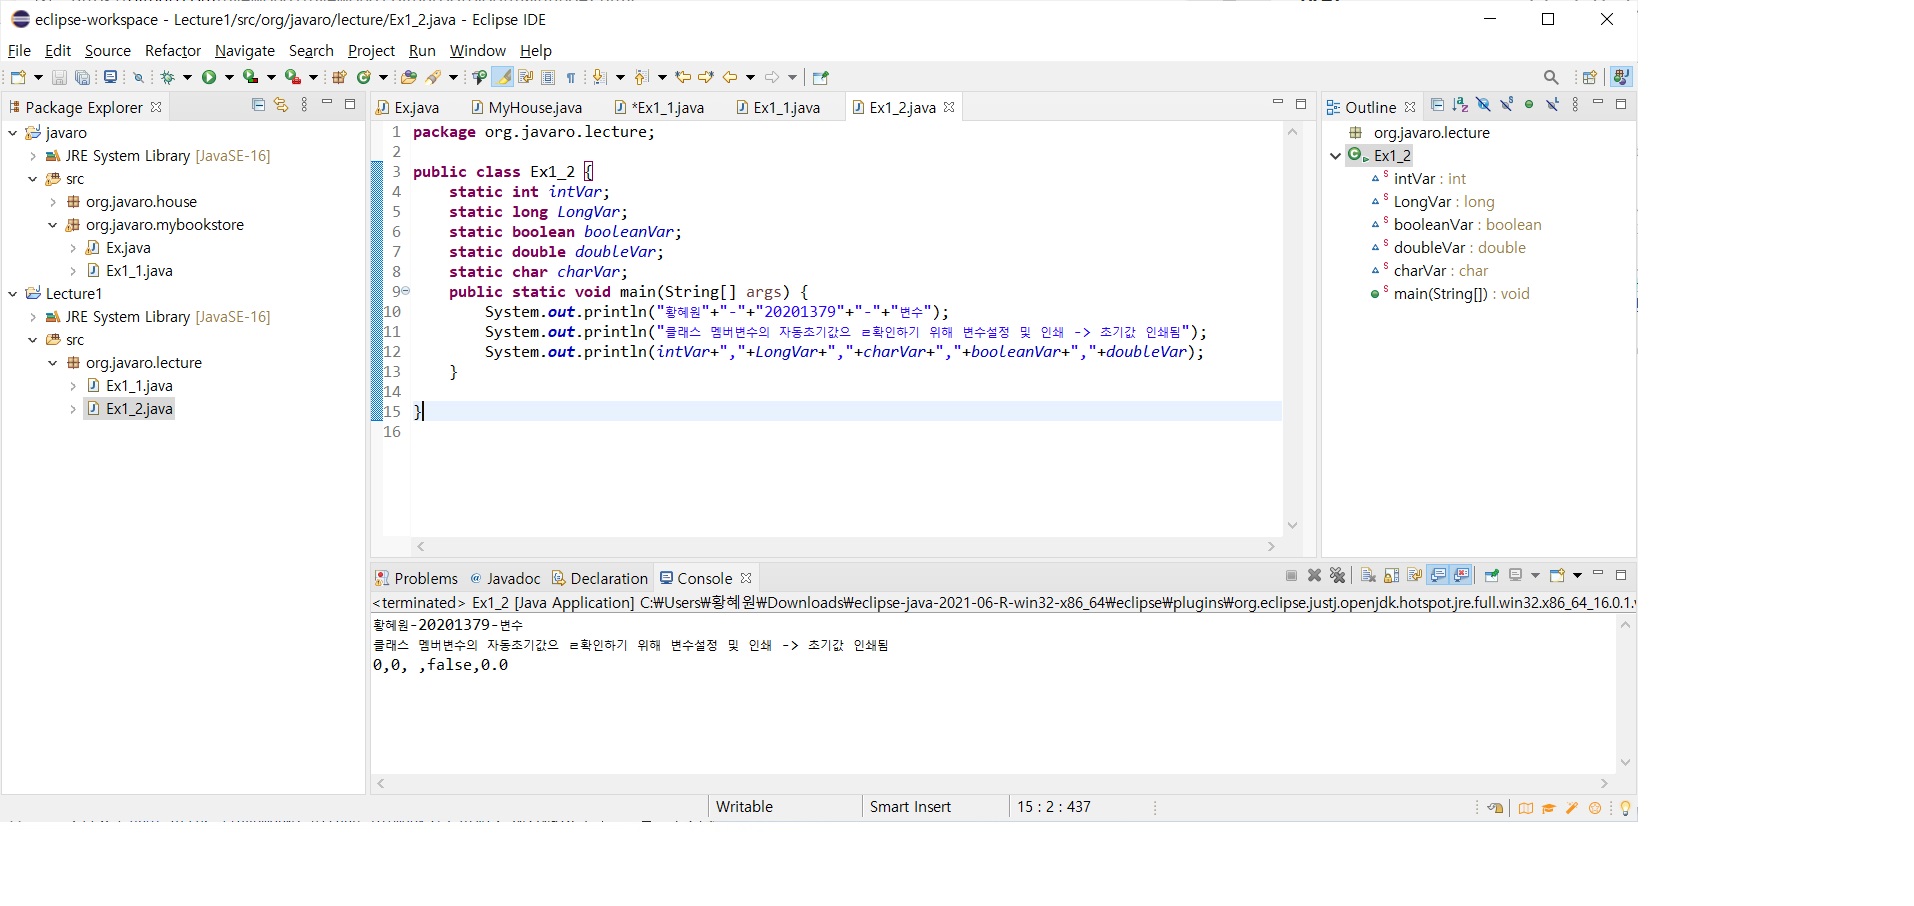 eclipse-workspace - Lecture1/src/org/javaro/lecture/Ex1_2.java - Eclipse IDE
File Edit Source Refactor Navigate Search Project Run Window Help
Package Explorer
javaro
JRE System Library [JavaSE-16]
src
org.javaro.house
org.javaro.mybookstore
Ex.java
Ex1_1.java
Lecture1
JRE System Library [JavaSE-16]
src
org.javaro.lecture
Ex1_1.java
Ex1_2.java
Ex.java MyHouse.java *Ex1_1.java Ex1_1.java Ex1_2.java
1 package org.javaro.lecture;
2
3 public class Ex1_2 {
4 static int intVar;
5 static long LongVar;
6 static boolean booleanVar;
7 static double doubleVar;
8 static char charVar;
9 public static void main(String[] args) {
10 System.out.println("황혜원"+"-"+"20201379"+"-"+"변수");
11 System.out.println("클래스 멤버변수의 자동초기값으 ㄹ확인하기 위해 변수설정 및 인쇄 -> 초기값 인쇄됨");
12 System.out.println(intVar+","+LongVar+","+charVar+","+booleanVar+","+doubleVar);
13 }
14
15 }
16
Outline
org.javaro.lecture
Ex1_2
intVar : int
LongVar : long
booleanVar : boolean
doubleVar : double
charVar : char
main(String[]) : void
Problems @ Javadoc Declaration Console
<terminated> Ex1_2 [Java Application] C:₩Users₩황혜원₩Downloads₩eclipse-java-2021-06-R-win32-x86_64₩eclipse₩plugins₩org.eclipse.justj.openjdk.hotspot.jre.full.win32.x86_64_16.0.1.
황혜원-20201379-변수
클래스 멤버변수의 자동초기값으 ㄹ확인하기 위해 변수설정 및 인쇄 -> 초기값 인쇄됨
0,0, ,false,0.0
Writable Smart Insert 15 : 2 : 437